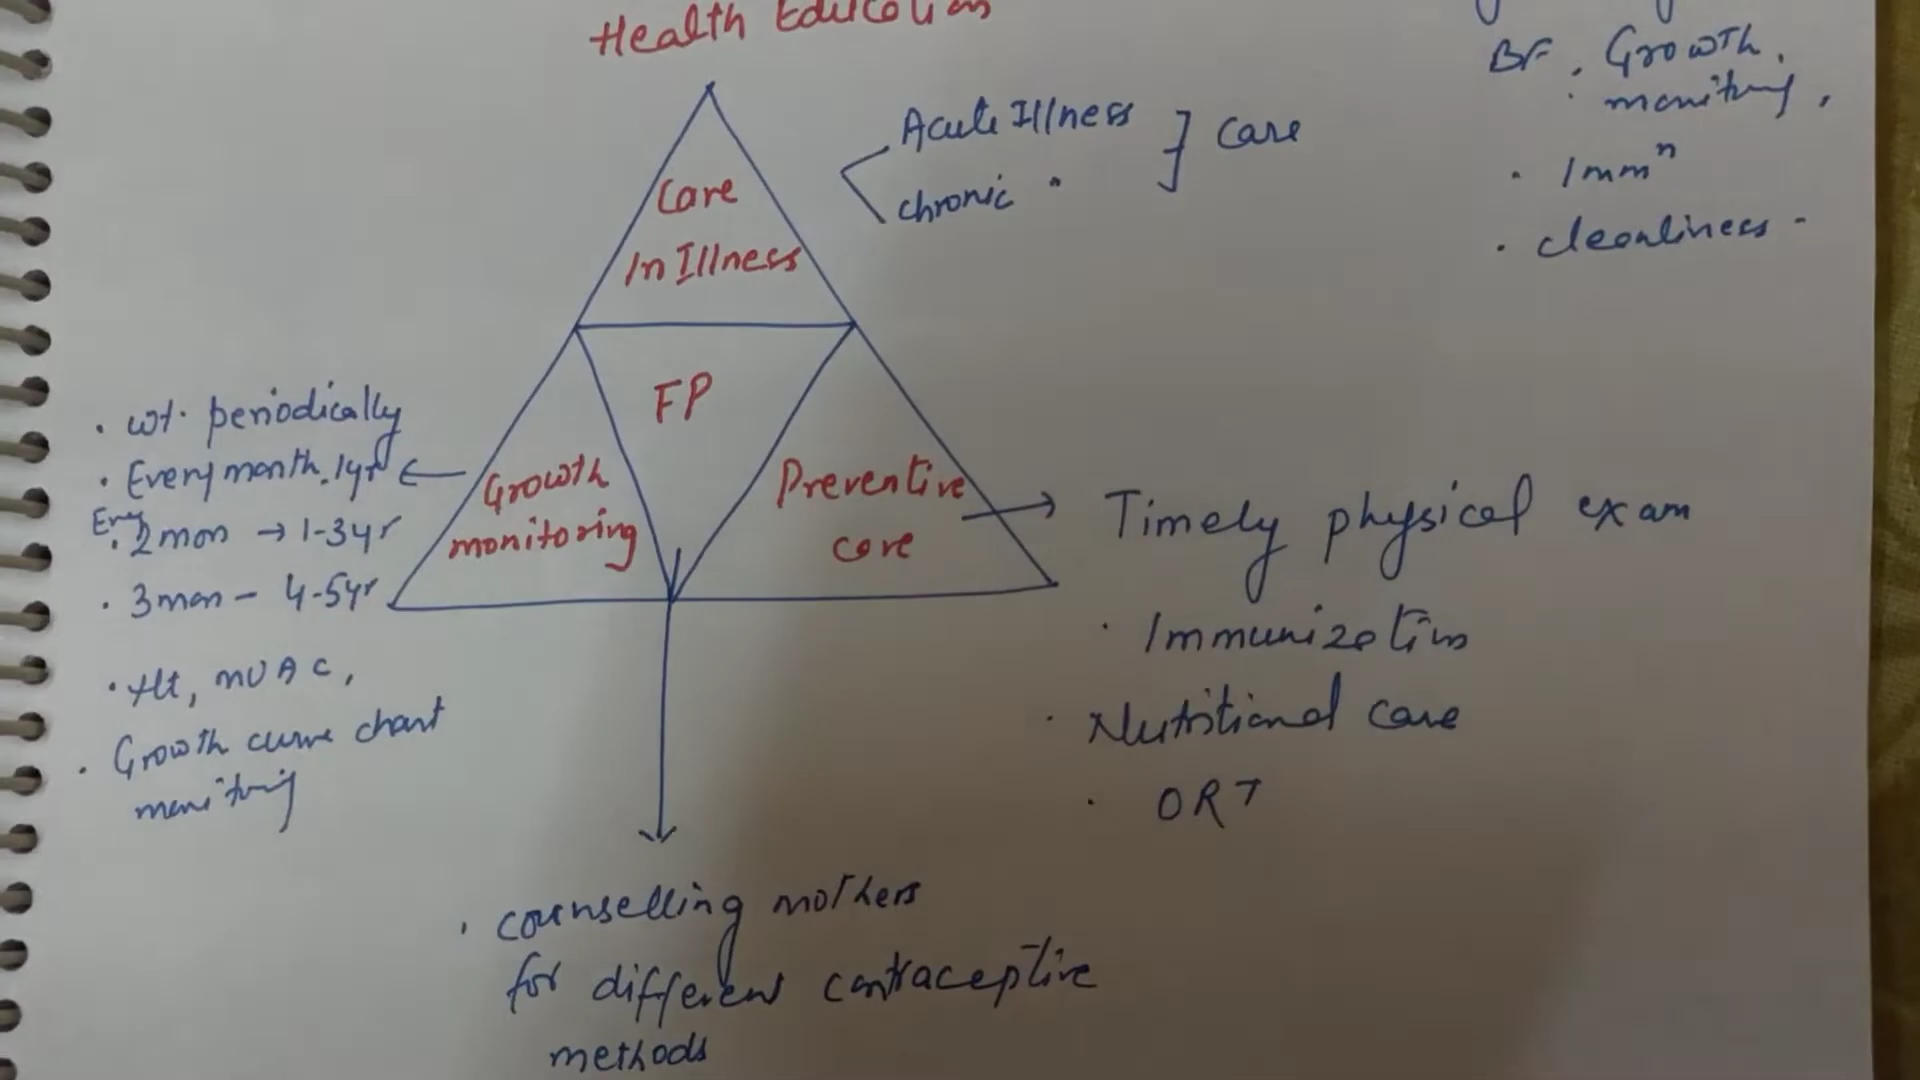 Health Education
BF. Growth.
monitoring,
Acute Illness ] Care
chronic "
· Immⁿ
· cleanliness -
Care
In Illness
FP
· wt. periodically
· Every month. 1yr ←
Every
· 2 mon → 1-3yr
· 3 mon - 4-5yr
· Ht, MUAC,
· Growth curve chart
monitoring
Growth
monitoring
Preventive
care
→ Timely physical exam
· Immunization
· Nutritional care
· ORT
· counselling mothers
for different contraceptive
methods